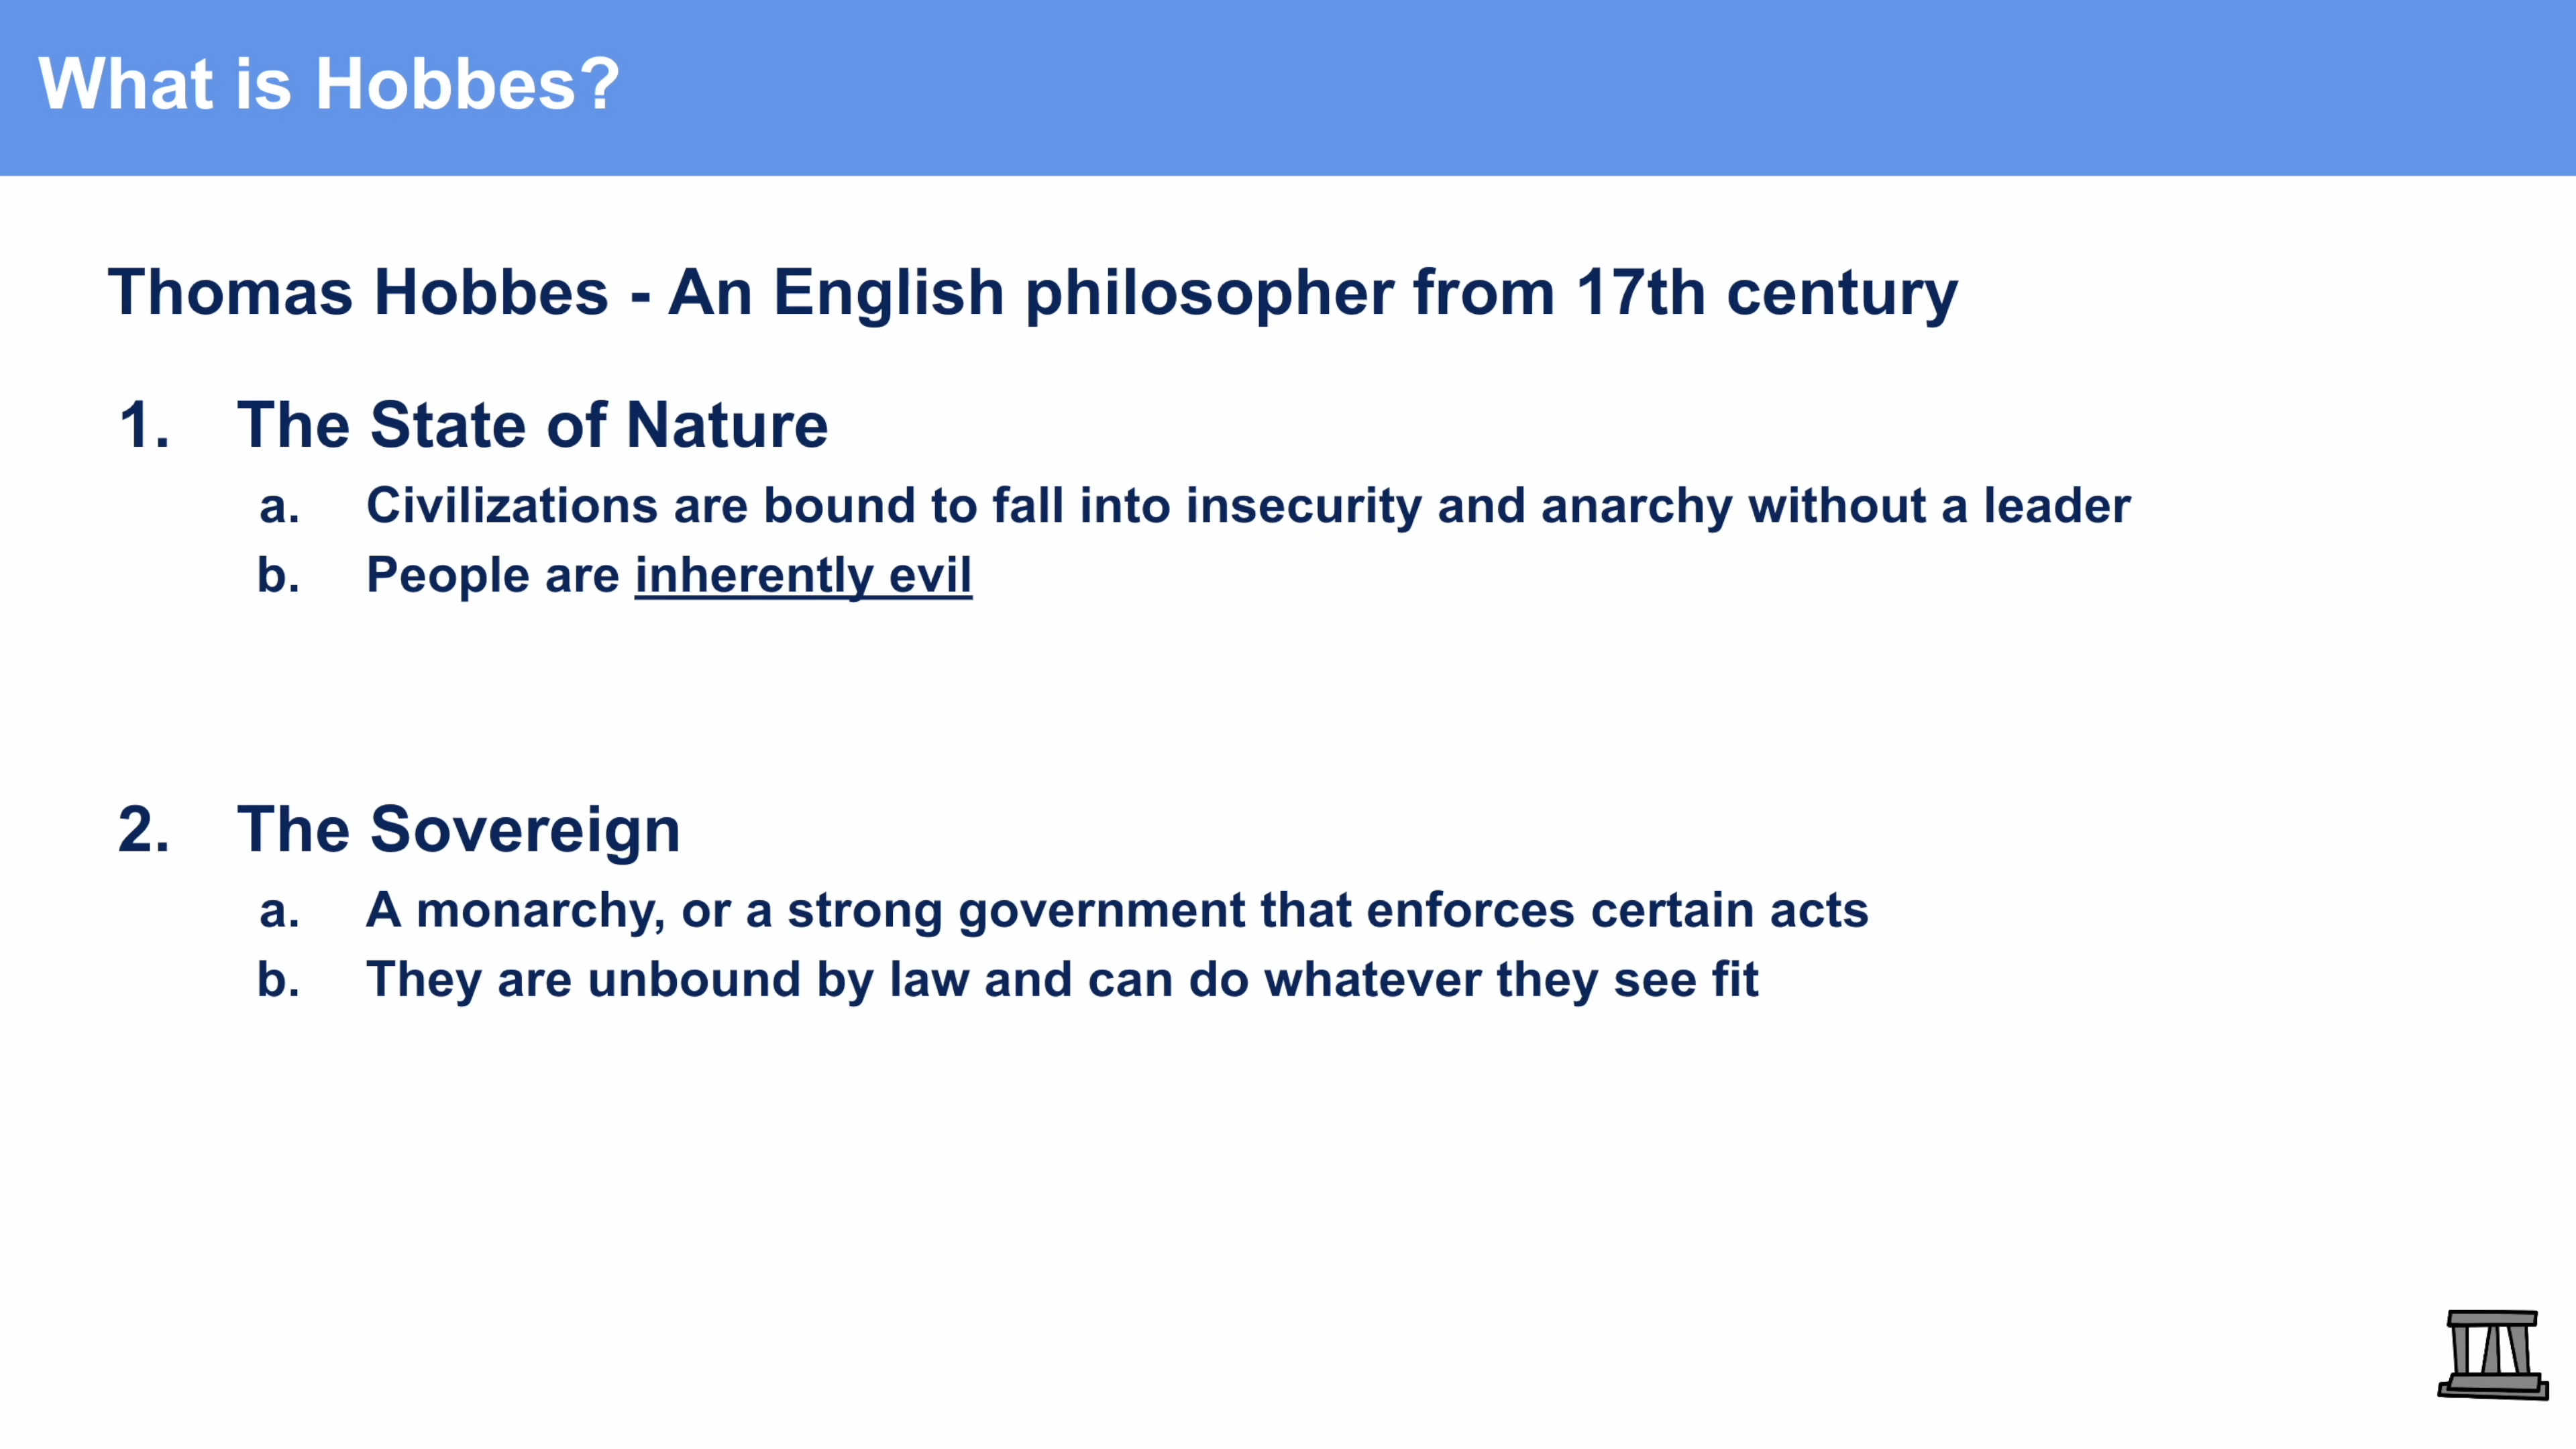 What is Hobbes?
Thomas Hobbes - An English philosopher from 17th century
1. The State of Nature
a. Civilizations are bound to fall into insecurity and anarchy without a leader
b. People are inherently evil
2. The Sovereign
a. A monarchy, or a strong government that enforces certain acts
b. They are unbound by law and can do whatever they see fit